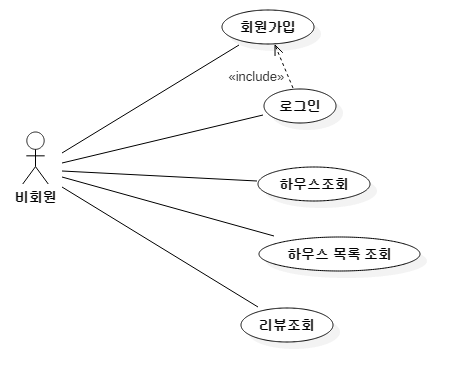 회원가입
«include»
로그인
비회원
하우스조회
하우스 목록 조회
리뷰조회